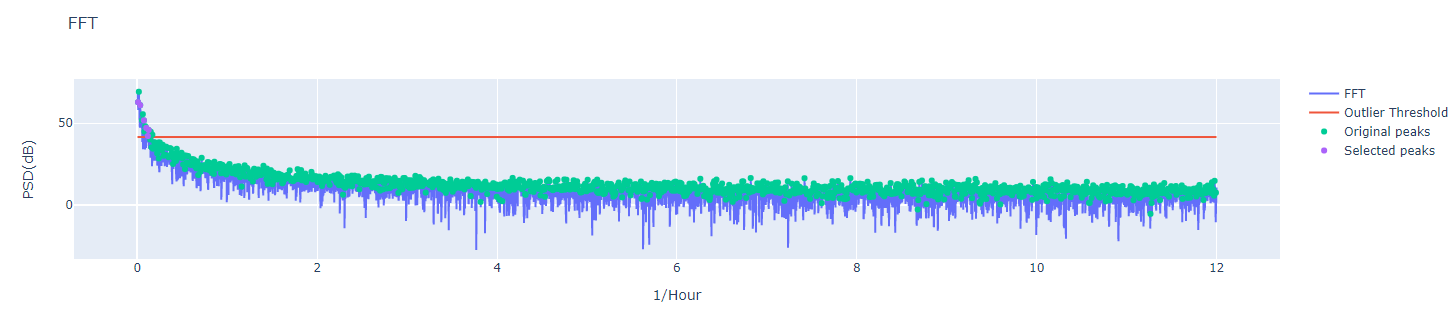 FFT
PSD(dB)
50
0
0
2
4
6
8
10
12
1/Hour
FFT
Outlier Threshold
Original peaks
Selected peaks